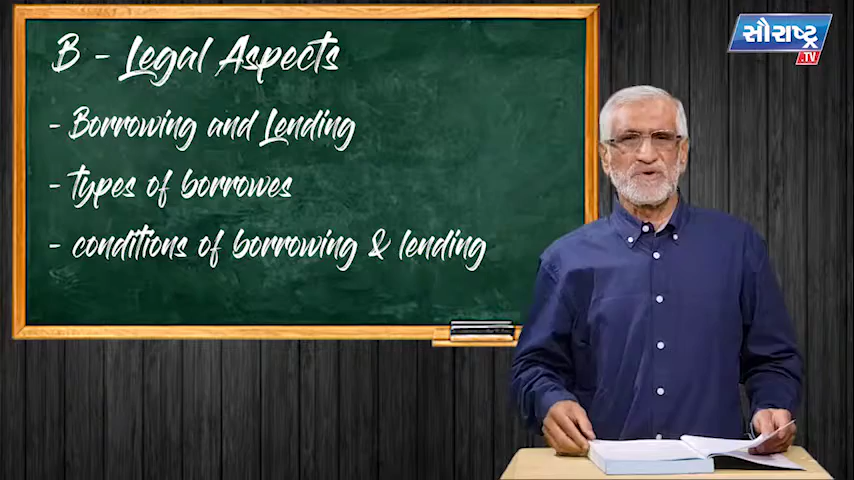 B - Legal Aspects
- Borrowing and Lending
- types of borrowes
- conditions of borrowing & lending
સૌરાષ્ટ્ર
.TV